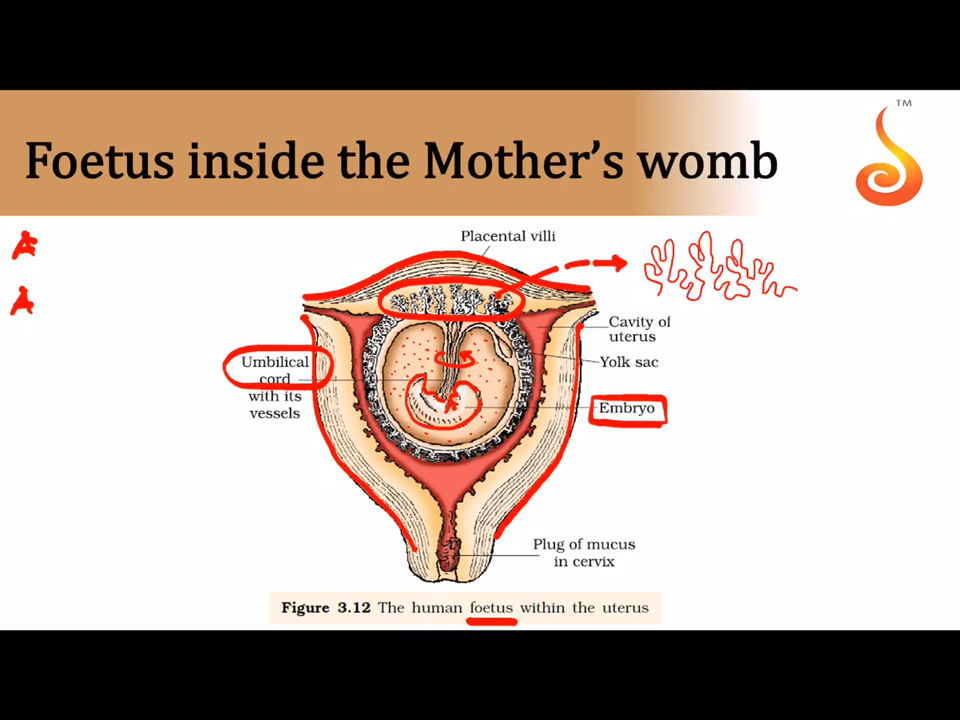 TM
Foetus inside the Mother's womb
Placental villi
Cavity of
uterus
Umbilical
cord
with its
vessels
Yolk sac
Embryo
Plug of mucus
in cervix
Figure 3.12 The human foetus within the uterus